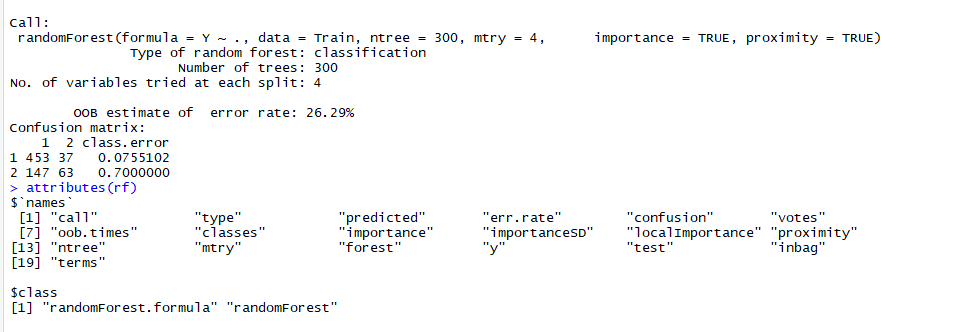 Call:
 randomForest(formula = Y ~ ., data = Train, ntree = 300, mtry = 4,      importance = TRUE, proximity = TRUE)
               Type of random forest: classification
                     Number of trees: 300
No. of variables tried at each split: 4
        OOB estimate of  error rate: 26.29%
Confusion matrix:
    1  2 class.error
1 453 37   0.0755102
2 147 63   0.7000000
> attributes(rf)
$`names`
 [1] "call"            "type"            "predicted"       "err.rate"        "confusion"       "votes"
 [7] "oob.times"       "classes"         "importance"      "importanceSD"    "localImportance" "proximity"
[13] "ntree"           "mtry"            "forest"          "y"               "test"            "inbag"
[19] "terms"
$class
[1] "randomForest.formula" "randomForest"